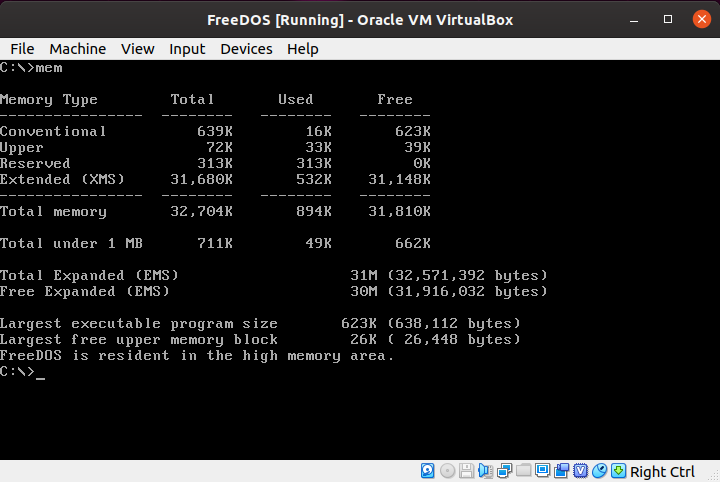 FreeDOS [Running] - Oracle VM VirtualBox
File Machine View Input Devices Help
C:\>mem
Memory Type Total Used Free
---------------- -------- -------- --------
Conventional 639K 16K 623K
Upper 72K 33K 39K
Reserved 313K 313K 0K
Extended (XMS) 31,680K 532K 31,148K
---------------- -------- -------- --------
Total memory 32,704K 894K 31,810K
Total under 1 MB 711K 49K 662K
Total Expanded (EMS) 31M (32,571,392 bytes)
Free Expanded (EMS) 30M (31,916,032 bytes)
Largest executable program size 623K (638,112 bytes)
Largest free upper memory block 26K ( 26,448 bytes)
FreeDOS is resident in the high memory area.
C:\>_
Right Ctrl